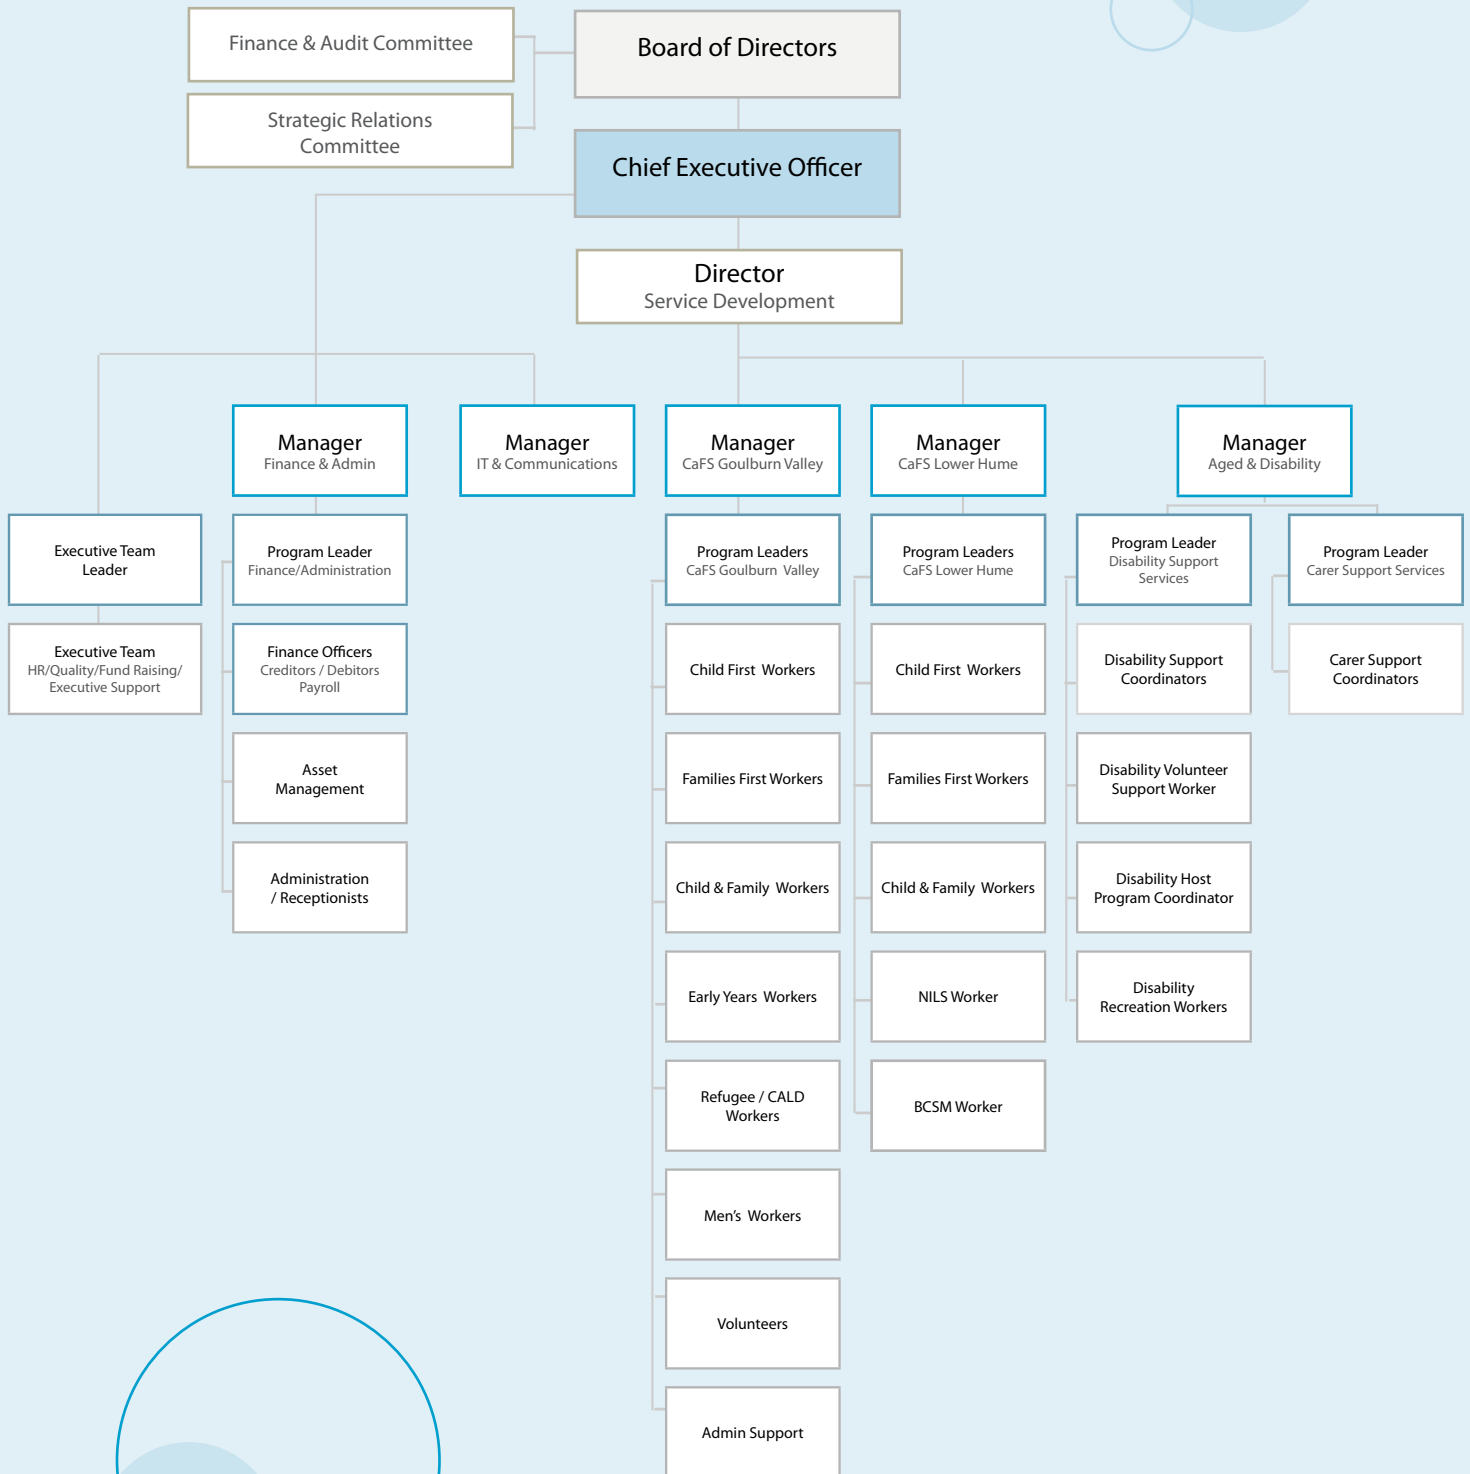 Finance & Audit Committee
Board of Directors
Strategic Relations
Committee
Chief Executive Officer
Director
Service Development
Manager
Finance & Admin
Manager
IT & Communications
Manager
CaFS Goulburn Valley
Manager
CaFS Lower Hume
Manager
Aged & Disability
Executive Team
Leader
Program Leader
Finance/Administration
Program Leaders
CaFS Goulburn Valley
Program Leaders
CaFS Lower Hume
Program Leader
Disability Support
Services
Program Leader
Carer Support Services
Executive Team
HR/Quality/Fund Raising/
Executive Support
Finance Officers
Creditors / Debitors
Payroll
Child First Workers
Child First Workers
Disability Support
Coordinators
Carer Support
Coordinators
Asset
Management
Families First Workers
Families First Workers
Disability Volunteer
Support Worker
Administration
/ Receptionists
Child & Family Workers
Child & Family Workers
Disability Host
Program Coordinator
Early Years Workers
NILS Worker
Disability
Recreation Workers
Refugee / CALD
Workers
BCSM Worker
Men's Workers
Volunteers
Admin Support